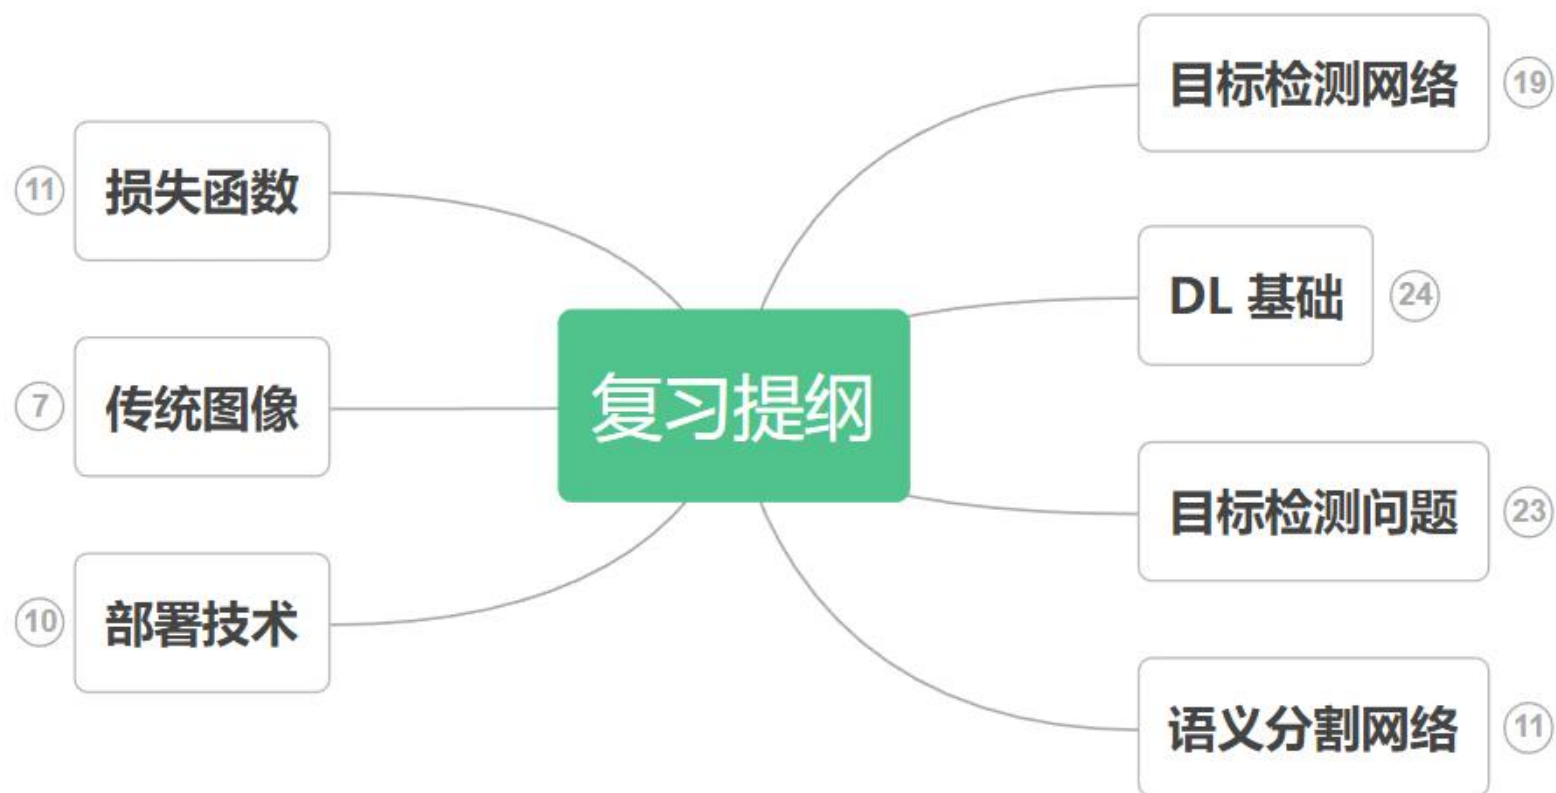 复习提纲
目标检测网络
19
DL 基础
24
目标检测问题
23
语义分割网络
11
损失函数
11
传统图像
7
部署技术
10